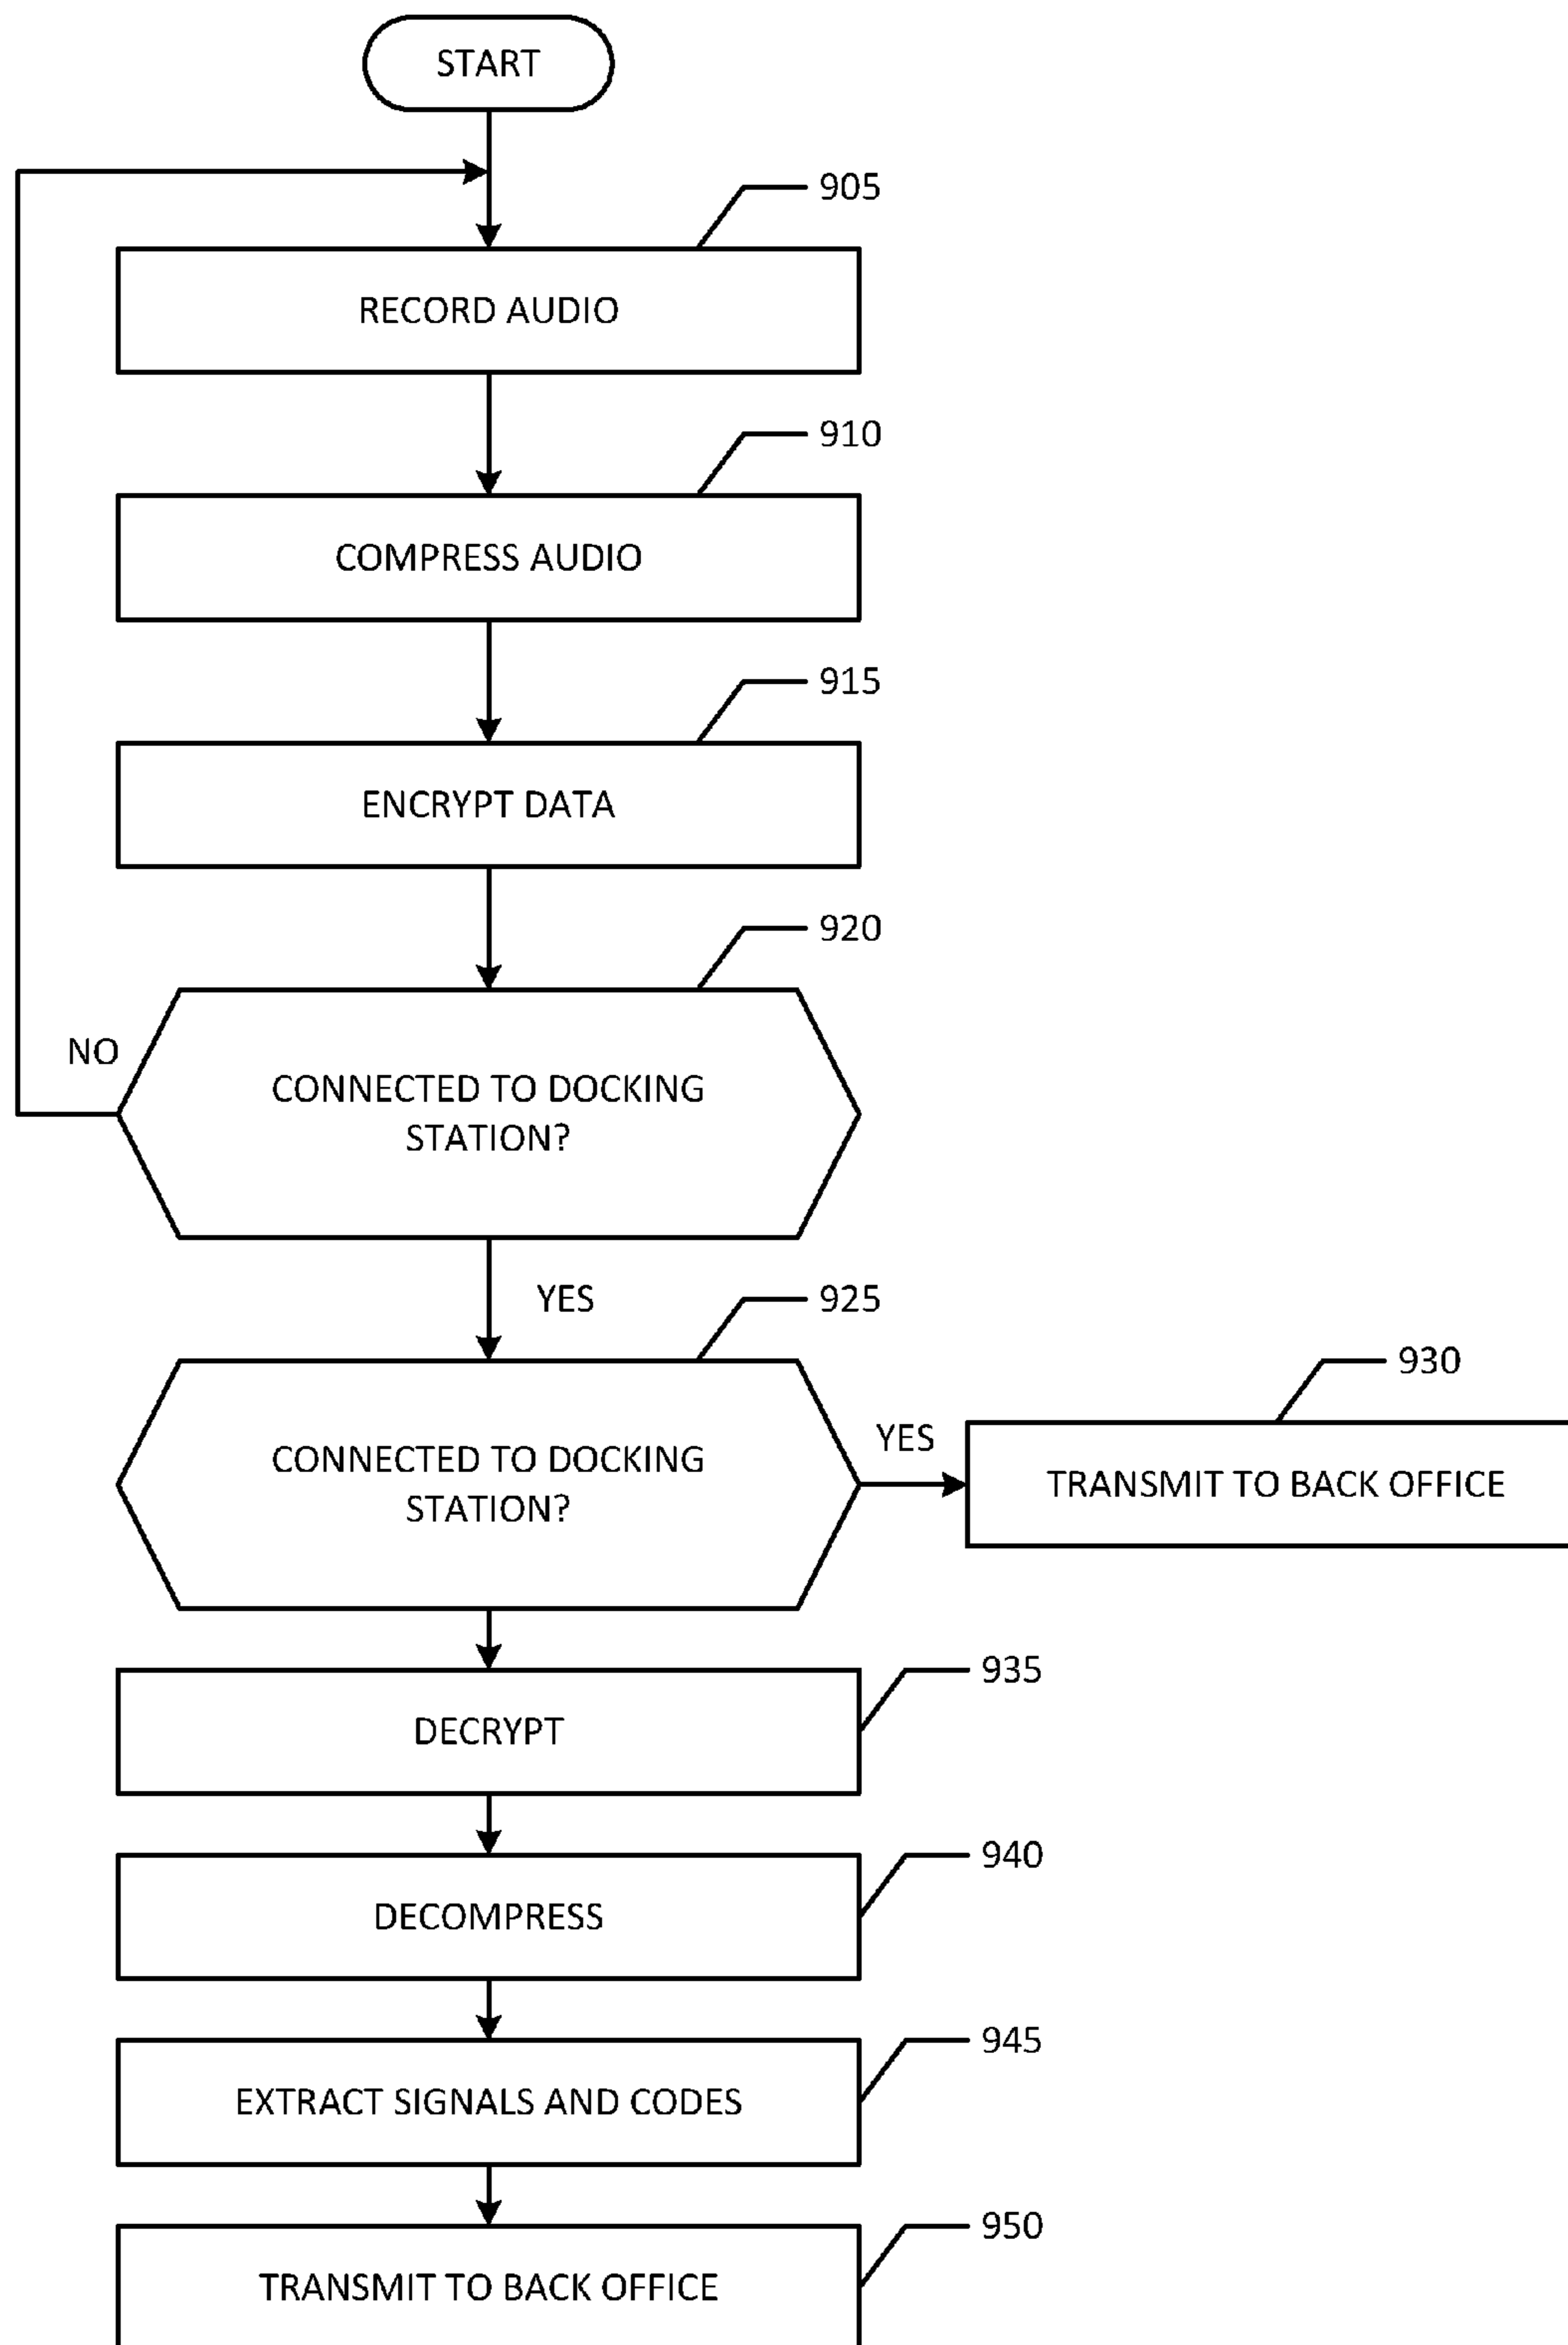 START
905
RECORD AUDIO
910
COMPRESS AUDIO
915
ENCRYPT DATA
920
NO
CONNECTED TO DOCKING
STATION?
YES
925
930
CONNECTED TO DOCKING
STATION?
YES
TRANSMIT TO BACK OFFICE
935
DECRYPT
940
DECOMPRESS
945
EXTRACT SIGNALS AND CODES
950
TRANSMIT TO BACK OFFICE